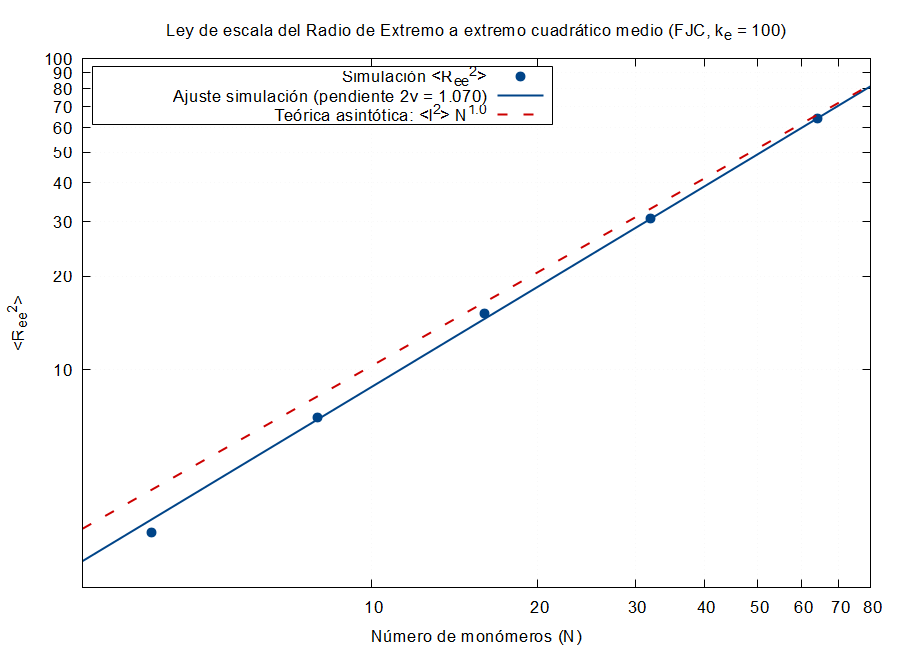 Ley de escala del Radio de Extremo a extremo cuadrático medio (FJC, kₑ = 100)
Simulación <Rₑₑ²>
Ajuste simulación (pendiente 2v = 1.070)
Teórica asintótica: <l²> N¹·⁰
100
90
80
70
60
50
40
30
20
10
<Rₑₑ²>
10 20 30 40 50 60 70 80
Número de monómeros (N)